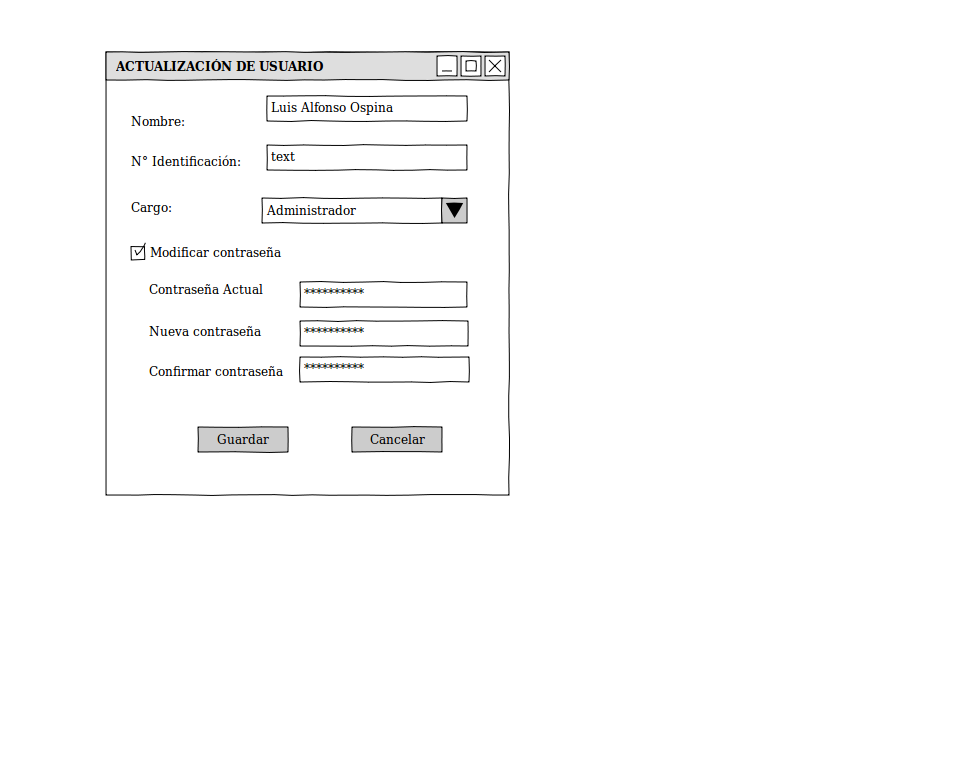 ACTUALIZACIÓN DE USUARIO
Nombre: Luis Alfonso Ospina
N° Identificación: text
Cargo: Administrador
Modificar contraseña
Contraseña Actual **********
Nueva contraseña **********
Confirmar contraseña **********
Guardar Cancelar